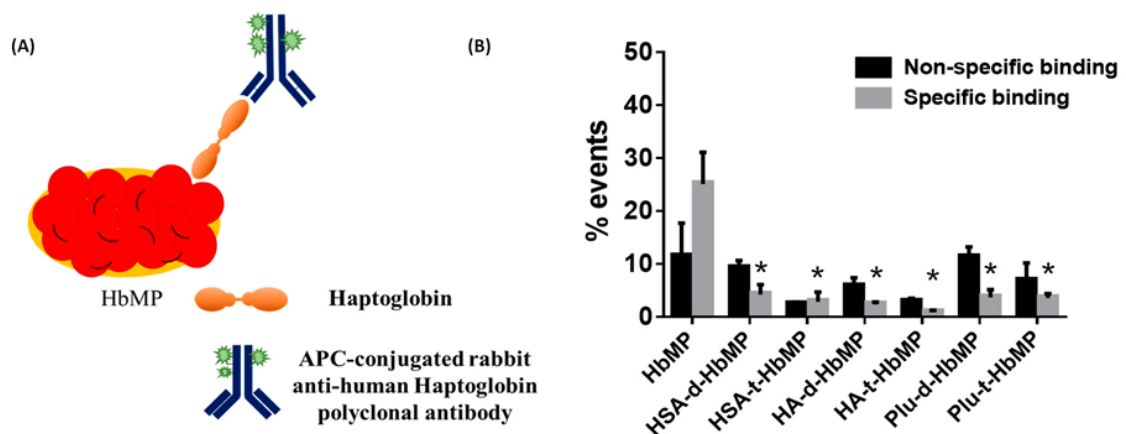 (A)
HbMP
Haptoglobin
APC-conjugated rabbit
anti-human Haptoglobin
polyclonal antibody
(B)
% events
50
40
30
20
10
0
Non-specific binding
Specific binding
*
*
*
*
*
*
HbMP
HSA-d-HbMP
HSA-t-HbMP
HA-d-HbMP
HA-t-HbMP
Plu-d-HbMP
Plu-t-HbMP